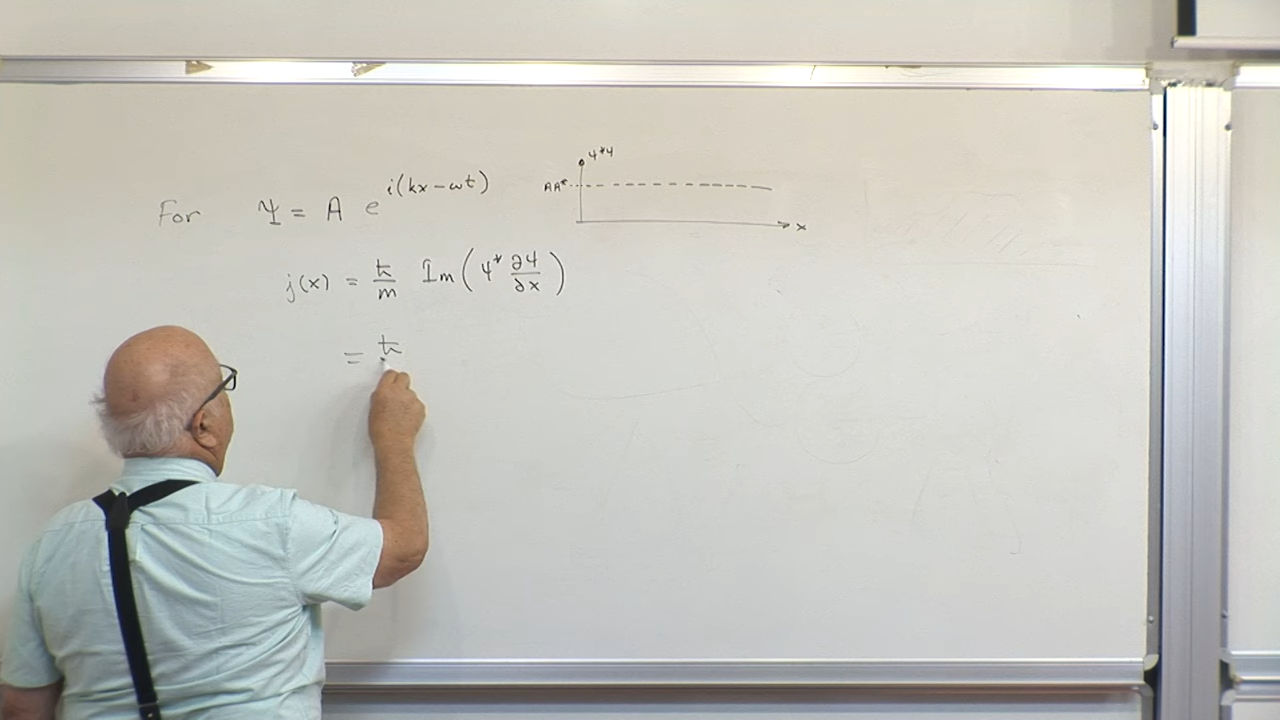 For Ψ = A e^{i(kx-ωt)}
ψ*ψ
AA*
x
j(x) = ħ/m Im(ψ* ∂ψ/∂x)
= ħ